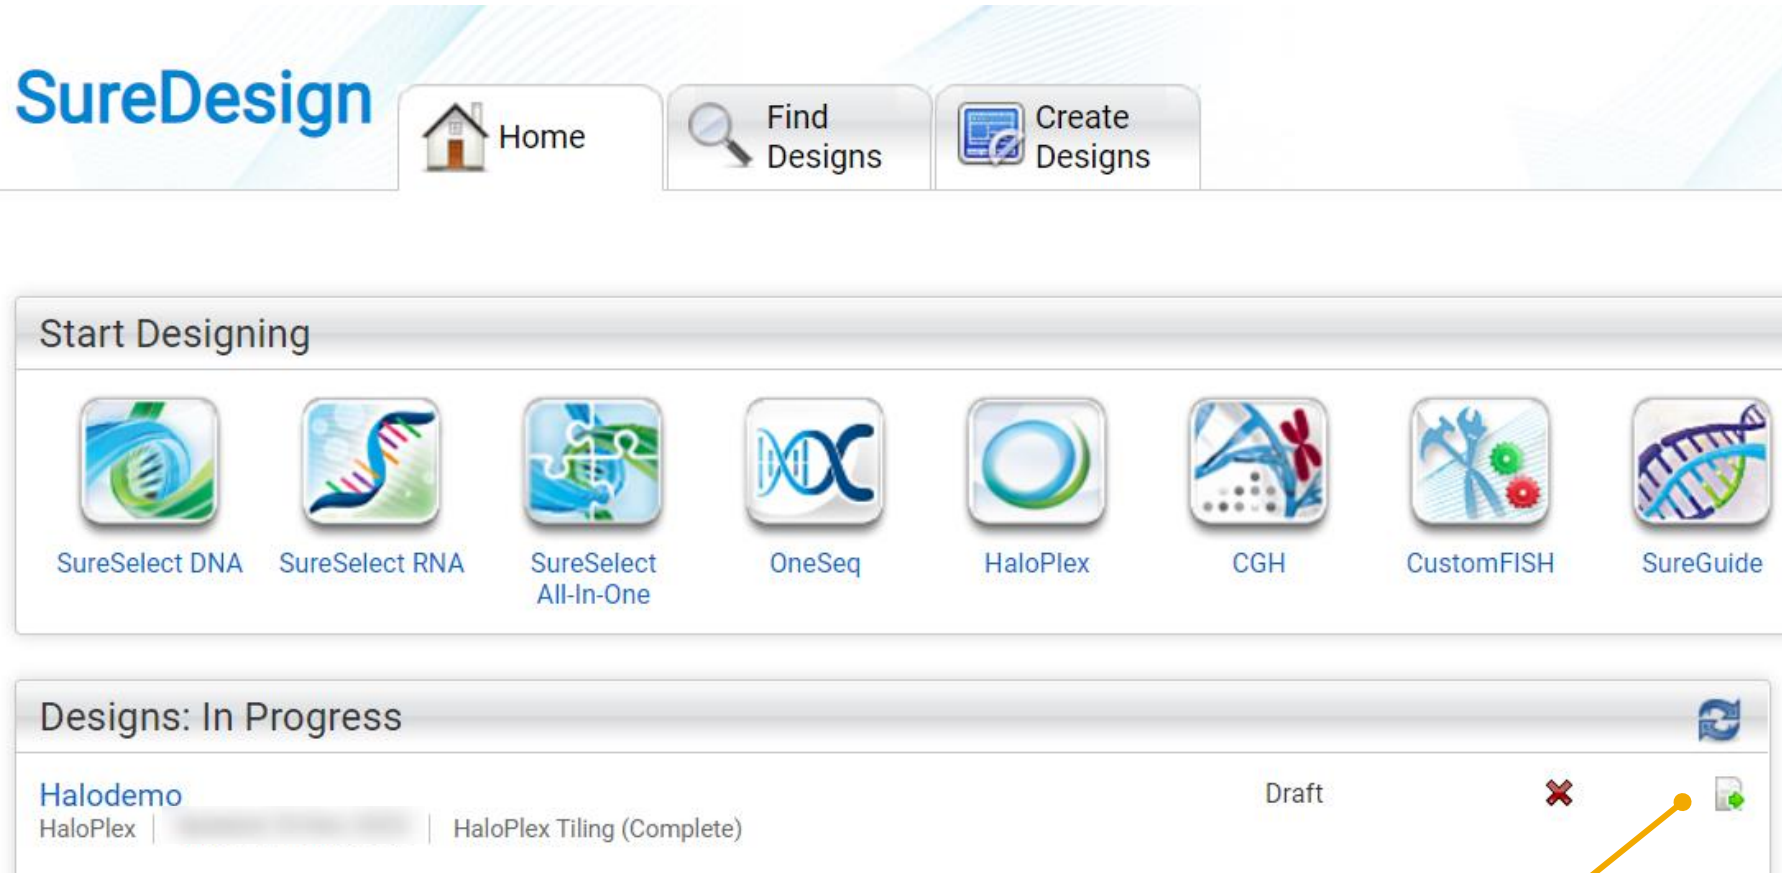 SureDesign
Home
Find
Designs
Create
Designs
Start Designing
SureSelect DNA
SureSelect RNA
SureSelect
All-In-One
OneSeq
HaloPlex
CGH
CustomFISH
SureGuide
Designs: In Progress
Halodemo
Draft
HaloPlex
HaloPlex Tiling (Complete)